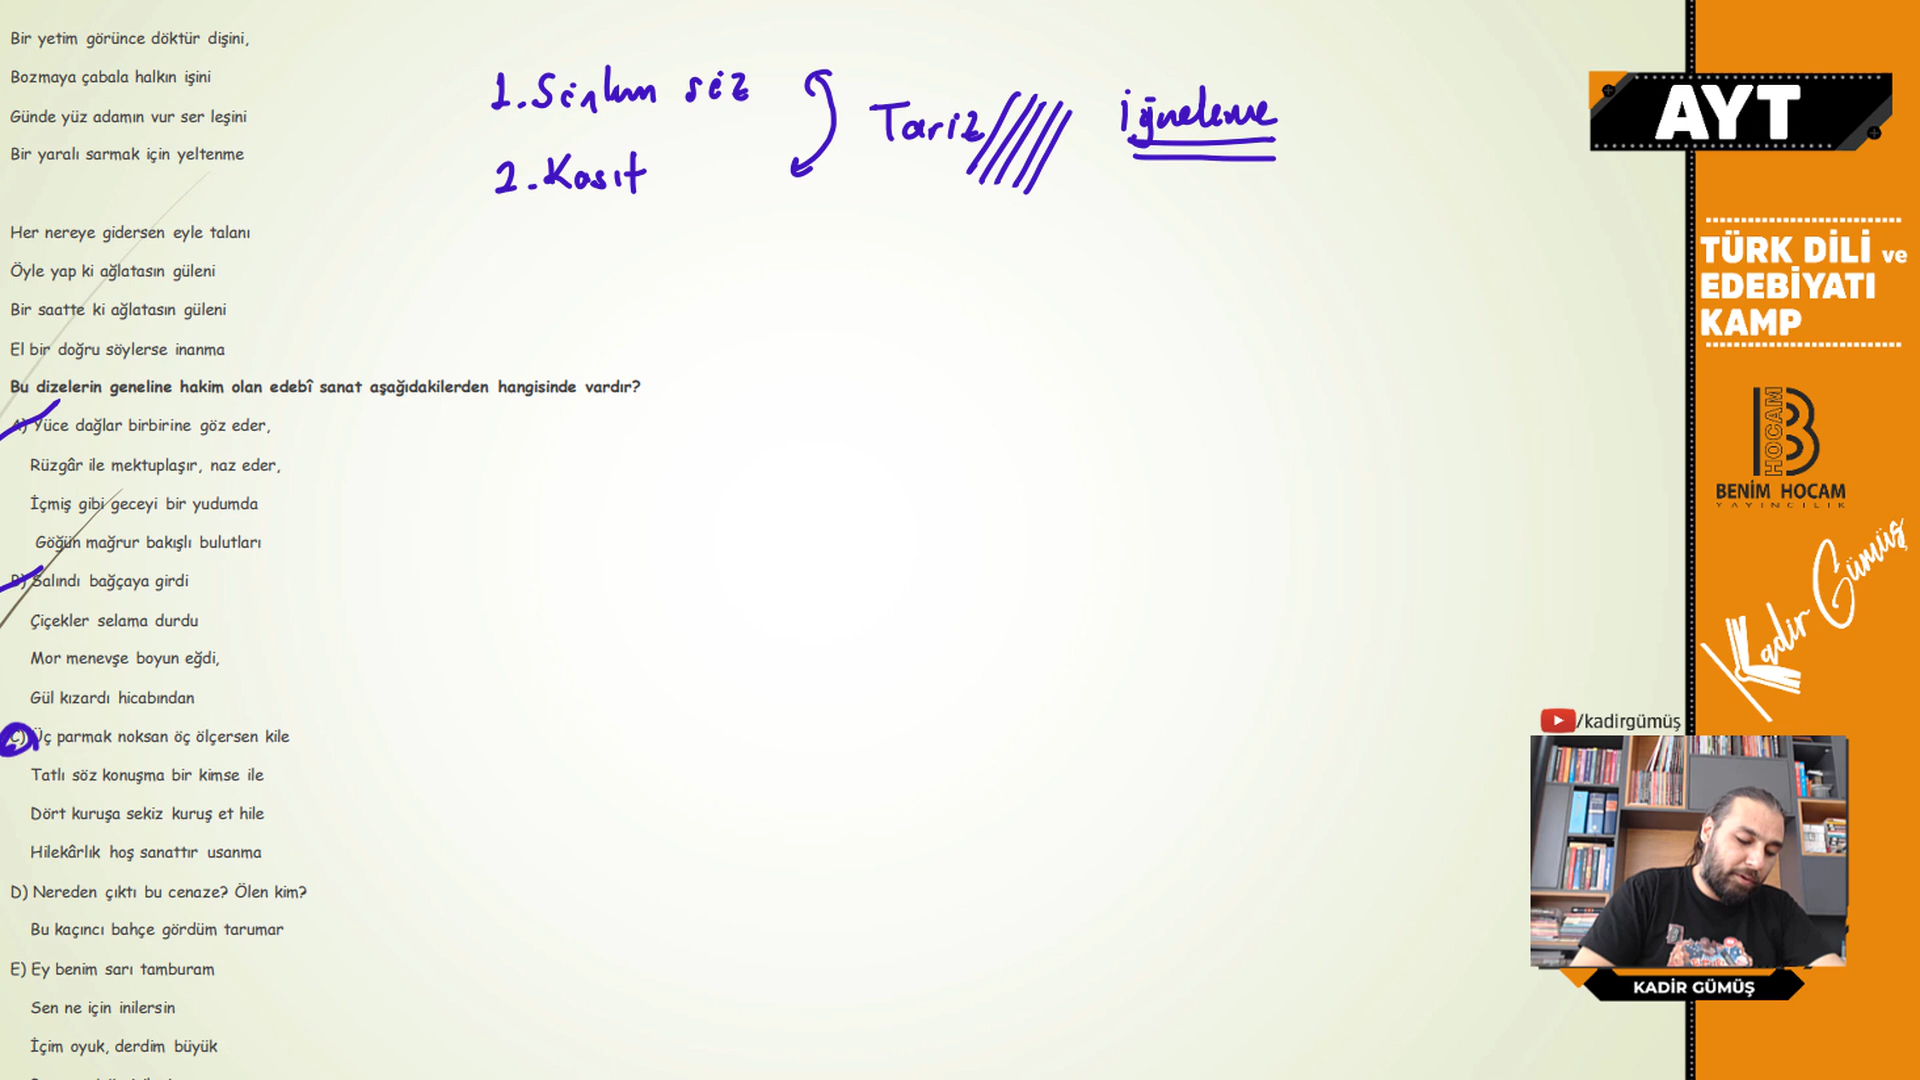 Bir yetim görünce döktür dişini,
Bozmaya çabala halkın işini
Günde yüz adamın vur ser leşini
Bir yaralı sarmak için yeltenme
Her nereye gidersen eyle talanı
Öyle yap ki ağlatasın güleni
Bir saatte ki ağlatasın güleni
El bir doğru söylerse inanma
Bu dizelerin geneline hakim olan edebî sanat aşağıdakilerden hangisinde vardır?
A) Yüce dağlar birbirine göz eder,
Rüzgâr ile mektuplaşır, naz eder,
İçmiş gibi geceyi bir yudumda
Göğün mağrur bakışlı bulutları
B) Salındı bağçaya girdi
Çiçekler selama durdu
Mor menevşe boyun eğdi,
Gül kızardı hicabından
C) Üç parmak noksan öç ölçersen kile
Tatlı söz konuşma bir kimse ile
Dört kuruşa sekiz kuruş et hile
Hilekârlık hoş sanattır usanma
D) Nereden çıktı bu cenaze? Ölen kim?
Bu kaçıncı bahçe gördüm tarumar
E) Ey benim sarı tamburam
Sen ne için inilersin
İçim oyuk, derdim büyük
1. söz
2. Kasıt
Tariz
iğneleme
AYT
TÜRK DİLİ ve
EDEBİYATI
KAMP
B
HOCAM
BENİM HOCAM
YAYINCILIK
Kadir Gümüş
/kadirgümüş
KADİR GÜMÜŞ